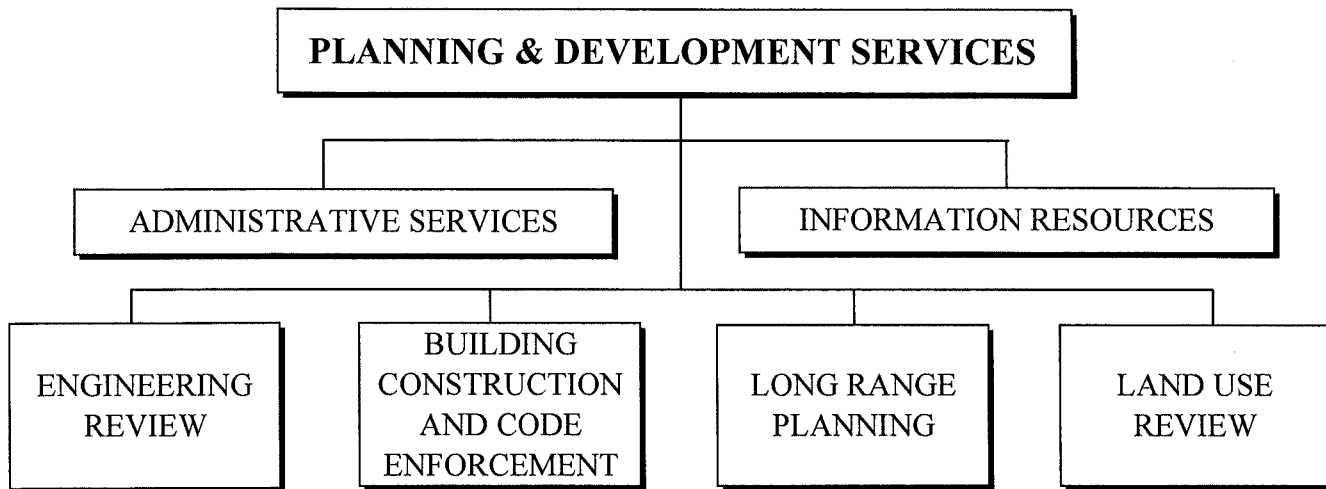 PLANNING & DEVELOPMENT SERVICES
ADMINISTRATIVE SERVICES
INFORMATION RESOURCES
ENGINEERING
REVIEW
BUILDING
CONSTRUCTION
AND CODE
ENFORCEMENT
LONG RANGE
PLANNING
LAND USE
REVIEW